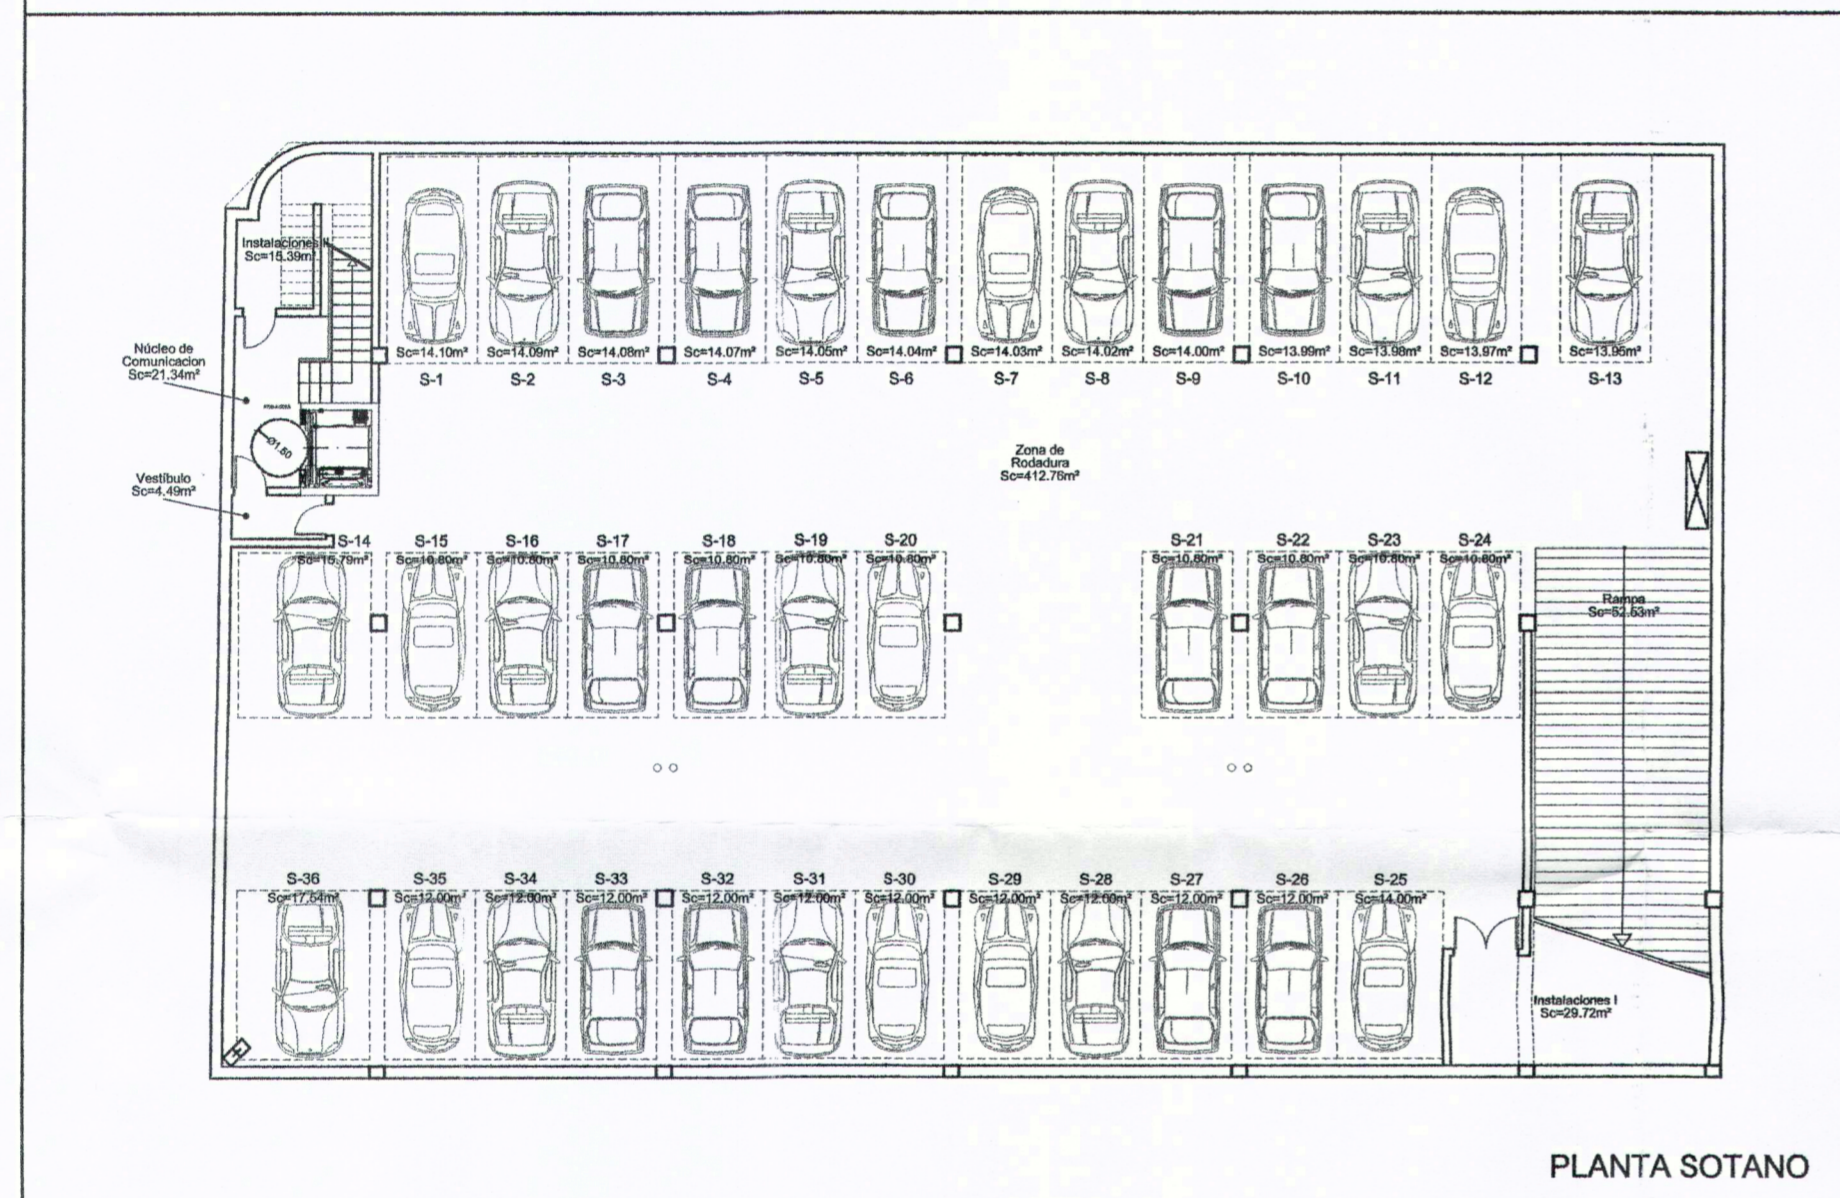 Instalaciones II
Sc=15.39m²
Núcleo de
Comunicacion
Sc=21.34m²
Ø1.50
Vestíbulo
Sc=4.49m²
Sc=14.10m² Sc=14.09m² Sc=14.08m² Sc=14.07m² Sc=14.05m² Sc=14.04m² Sc=14.03m² Sc=14.02m² Sc=14.00m² Sc=13.99m² Sc=13.98m² Sc=13.97m² Sc=13.95m²
S-1 S-2 S-3 S-4 S-5 S-6 S-7 S-8 S-9 S-10 S-11 S-12 S-13
Zona de
Rodadura
Sc=412.76m²
S-14 S-15 S-16 S-17 S-18 S-19 S-20 S-21 S-22 S-23 S-24
Sc=15.79m² Sc=10.80m² Sc=10.80m² Sc=10.80m² Sc=10.80m² Sc=10.80m² Sc=10.80m² Sc=10.80m² Sc=10.80m² Sc=10.80m² Sc=10.80m²
Rampa
Sc=52.53m²
S-36 S-35 S-34 S-33 S-32 S-31 S-30 S-29 S-28 S-27 S-26 S-25
Sc=17.54m² Sc=12.00m² Sc=12.00m² Sc=12.00m² Sc=12.00m² Sc=12.00m² Sc=12.00m² Sc=12.00m² Sc=12.00m² Sc=12.00m² Sc=12.00m² Sc=14.00m²
Instalaciones I
Sc=29.72m²
PLANTA SOTANO